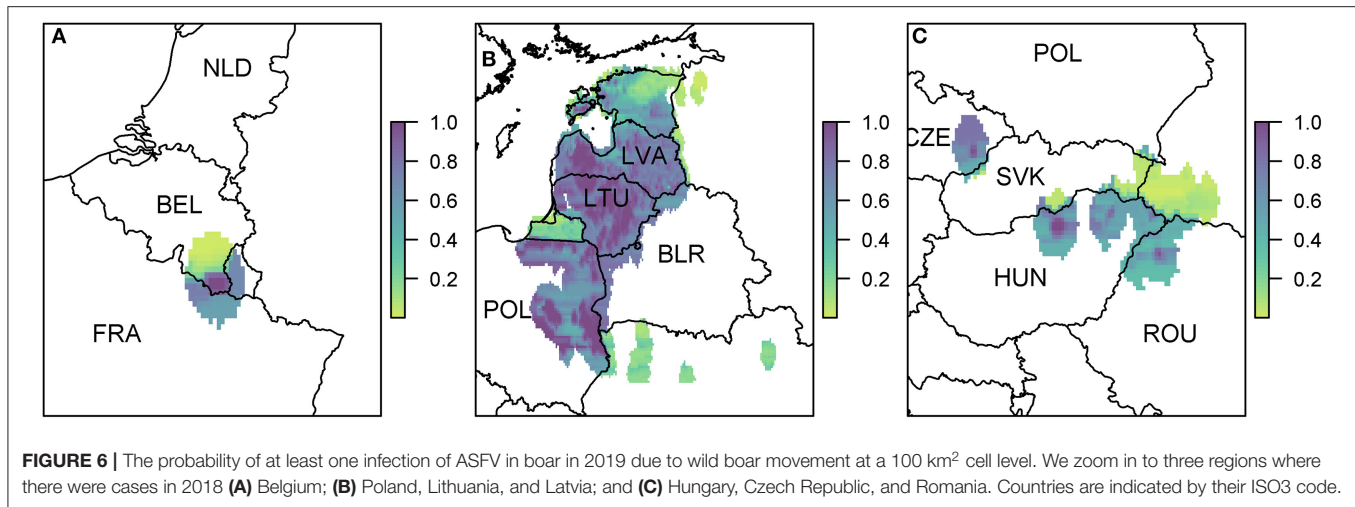 A
NLD
BEL
FRA
1.0
0.8
0.6
0.4
0.2
B
LVA
LTU
BLR
POL
1.0
0.8
0.6
0.4
0.2
C
POL
CZE
SVK
HUN
ROU
1.0
0.8
0.6
0.4
0.2
FIGURE 6 | The probability of at least one infection of ASFV in boar in 2019 due to wild boar movement at a 100 km² cell level. We zoom in to three regions where
there were cases in 2018 (A) Belgium; (B) Poland, Lithuania, and Latvia; and (C) Hungary, Czech Republic, and Romania. Countries are indicated by their ISO3 code.